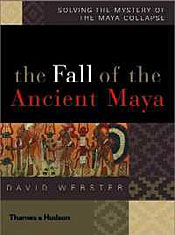 SOLVING THE MYSTERY OF
THE MAYA COLLAPSE
the Fall of the
Ancient Maya
DAVID WEBSTER
Thames & Hudson